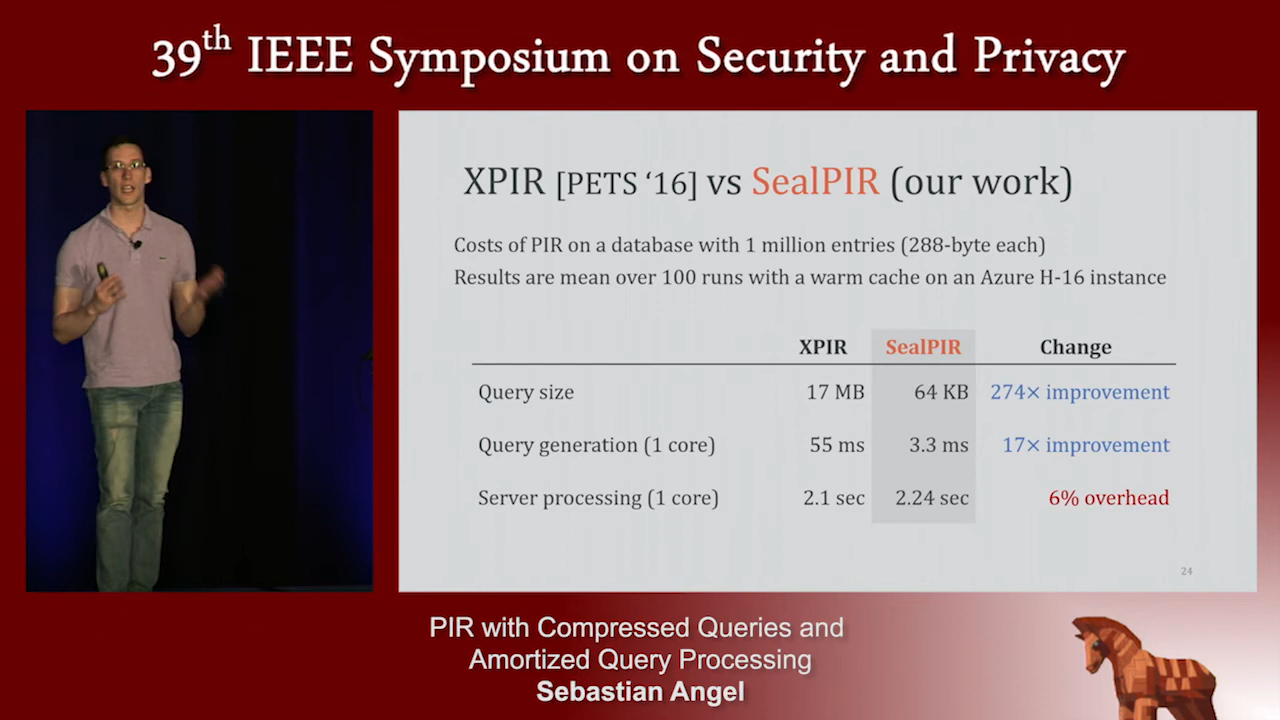 39th IEEE Symposium on Security and Privacy
XPIR [PETS ‘16] vs SealPIR (our work)
Costs of PIR on a database with 1 million entries (288-byte each)
Results are mean over 100 runs with a warm cache on an Azure H-16 instance
XPIR SealPIR Change
Query size 17 MB 64 KB 274× improvement
Query generation (1 core) 55 ms 3.3 ms 17× improvement
Server processing (1 core) 2.1 sec 2.24 sec 6% overhead
24
PIR with Compressed Queries and
Amortized Query Processing
Sebastian Angel